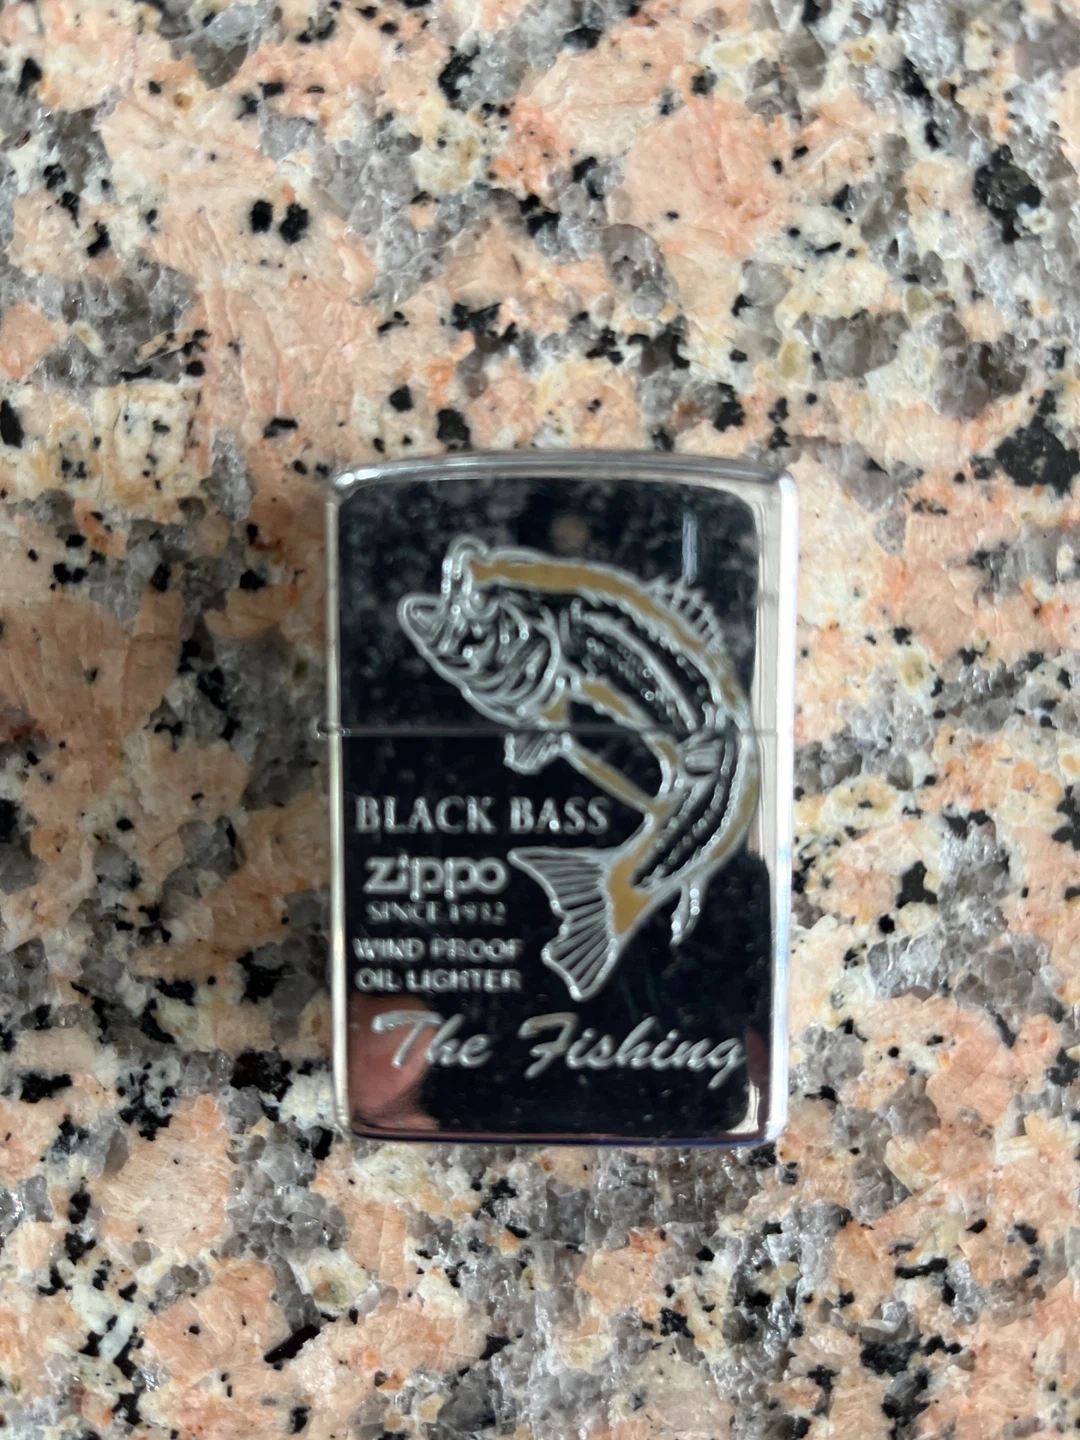 BLACK BASS
zippo
SINCE 1932
WIND PROOF
OIL LIGHTER
The Fishing